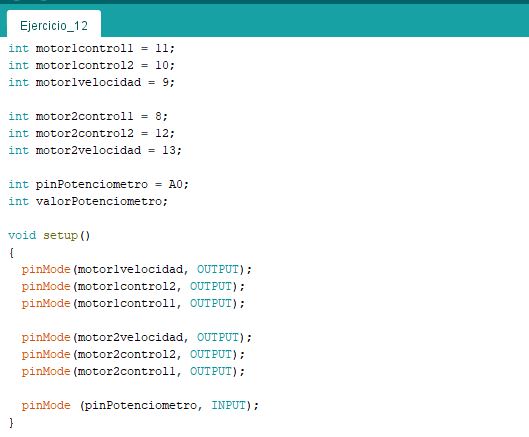 Ejercicio_12
int motor1control1 = 11;
int motor1control2 = 10;
int motor1velocidad = 9;
int motor2control1 = 8;
int motor2control2 = 12;
int motor2velocidad = 13;
int pinPotenciometro = A0;
int valorPotenciometro;
void setup()
{
pinMode(motor1velocidad, OUTPUT);
pinMode(motor1control2, OUTPUT);
pinMode(motor1control1, OUTPUT);
pinMode(motor2velocidad, OUTPUT);
pinMode(motor2control2, OUTPUT);
pinMode(motor2control1, OUTPUT);
pinMode (pinPotenciometro, INPUT);
}